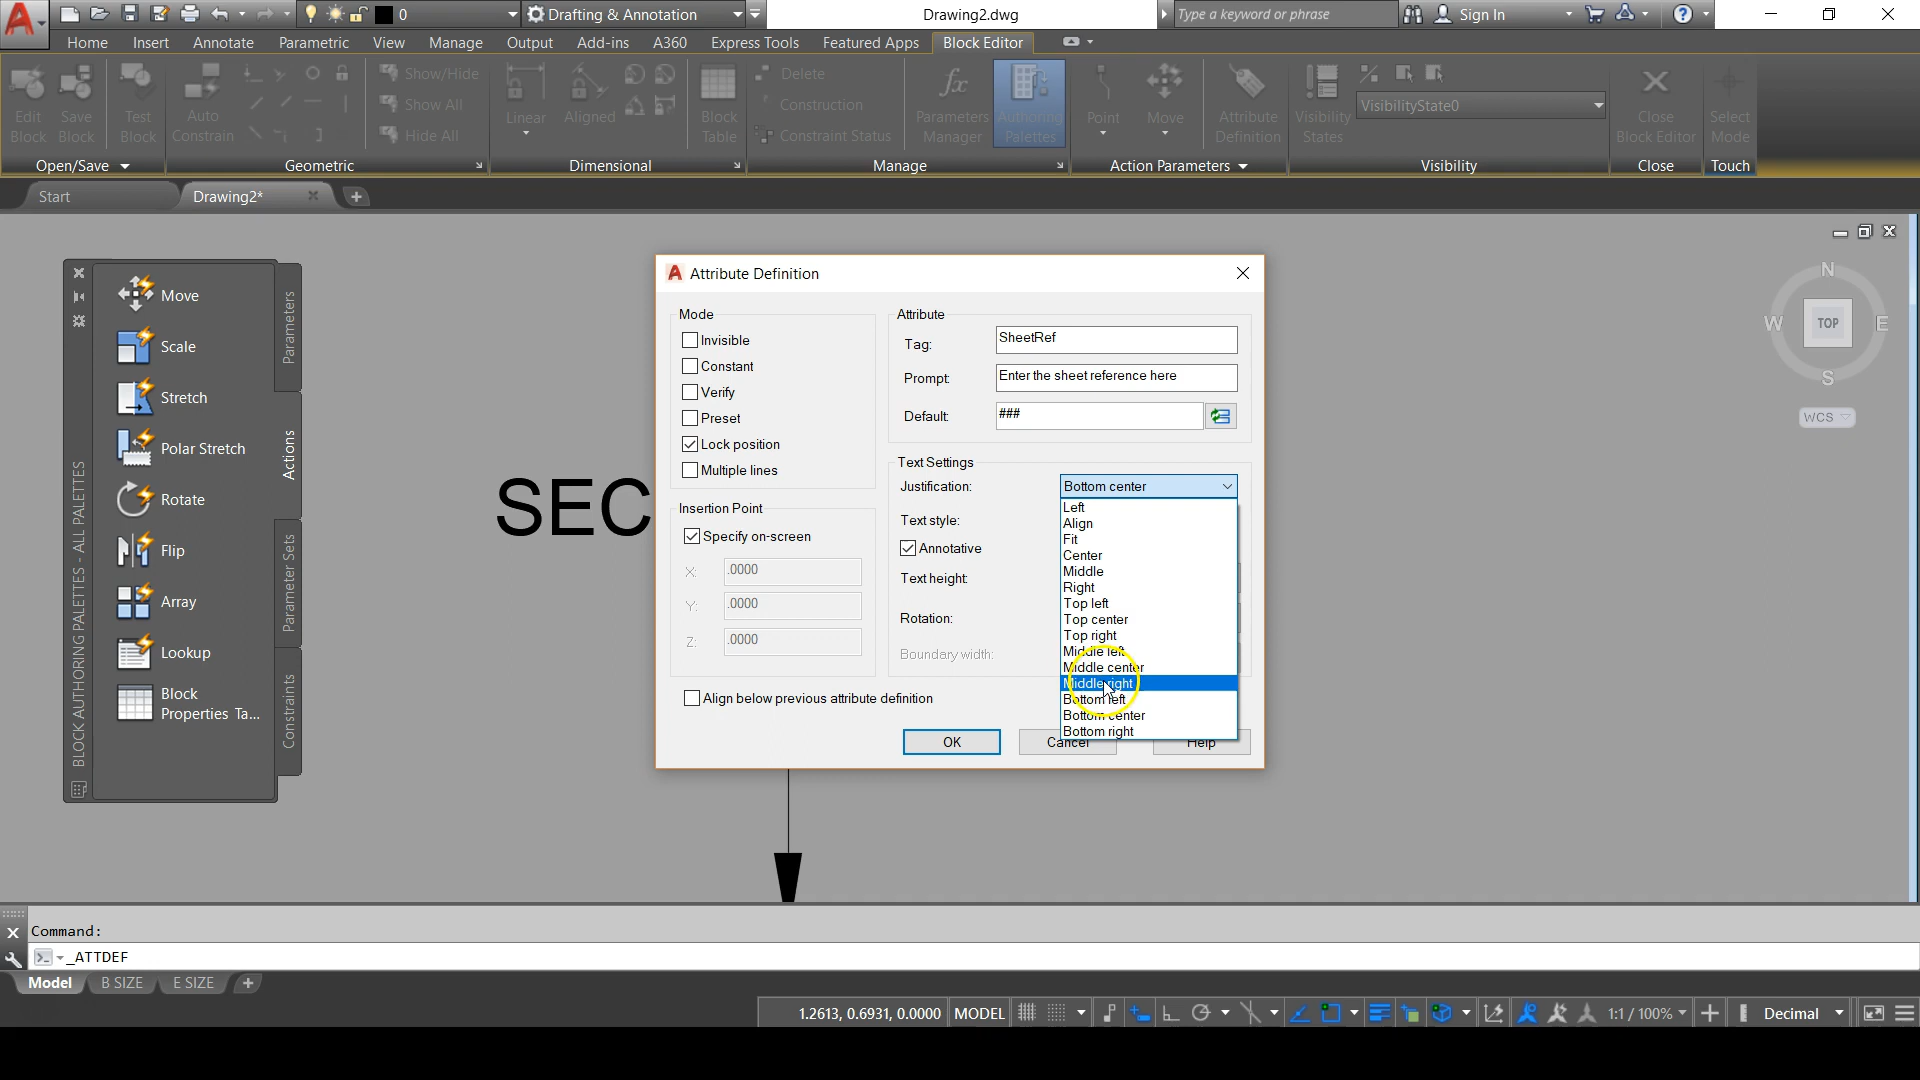 0
Drafting & Annotation
Drawing2.dwg
Type a keyword or phrase
Sign In
Home Insert Annotate Parametric View Manage Output Add-ins A360 Express Tools Featured Apps Block Editor
Edit Block
Save Block
Test Block
Auto Constrain
Show/Hide
Show All
Hide All
Linear
Aligned
Block Table
Delete
Construction
Constraint Status
Parameters Manager
Authoring Palettes
Point
Move
Attribute Definition
Visibility States
VisibilityState0
Close Block Editor
Select Mode
Open/Save
Geometric
Dimensional
Manage
Action Parameters
Visibility
Close
Touch
Start
Drawing2*
BLOCK AUTHORING PALETTES - ALL PALETTES
Move
Scale
Stretch
Polar Stretch
Rotate
Flip
Array
Lookup
Block
Properties Ta...
Parameters
Actions
Parameter Sets
Constraints
SEC
Attribute Definition
Mode
Invisible
Constant
Verify
Preset
Lock position
Multiple lines
Insertion Point
Specify on-screen
X: .0000
Y: .0000
Z: .0000
Align below previous attribute definition
Attribute
Tag: SheetRef
Prompt: Enter the sheet reference here
Default: ###
Text Settings
Justification: Bottom center
Text style:
Annotative
Text height:
Rotation:
Boundary width:
Left
Align
Fit
Center
Middle
Right
Top left
Top center
Top right
Middle left
Middle center
Middle right
Bottom left
Bottom center
Bottom right
OK
Cancel
Help
N
W
TOP
E
S
WCS
Command:
_ATTDEF
Model
B SIZE
E SIZE
1.2613, 0.6931, 0.0000
MODEL
1:1 / 100%
Decimal